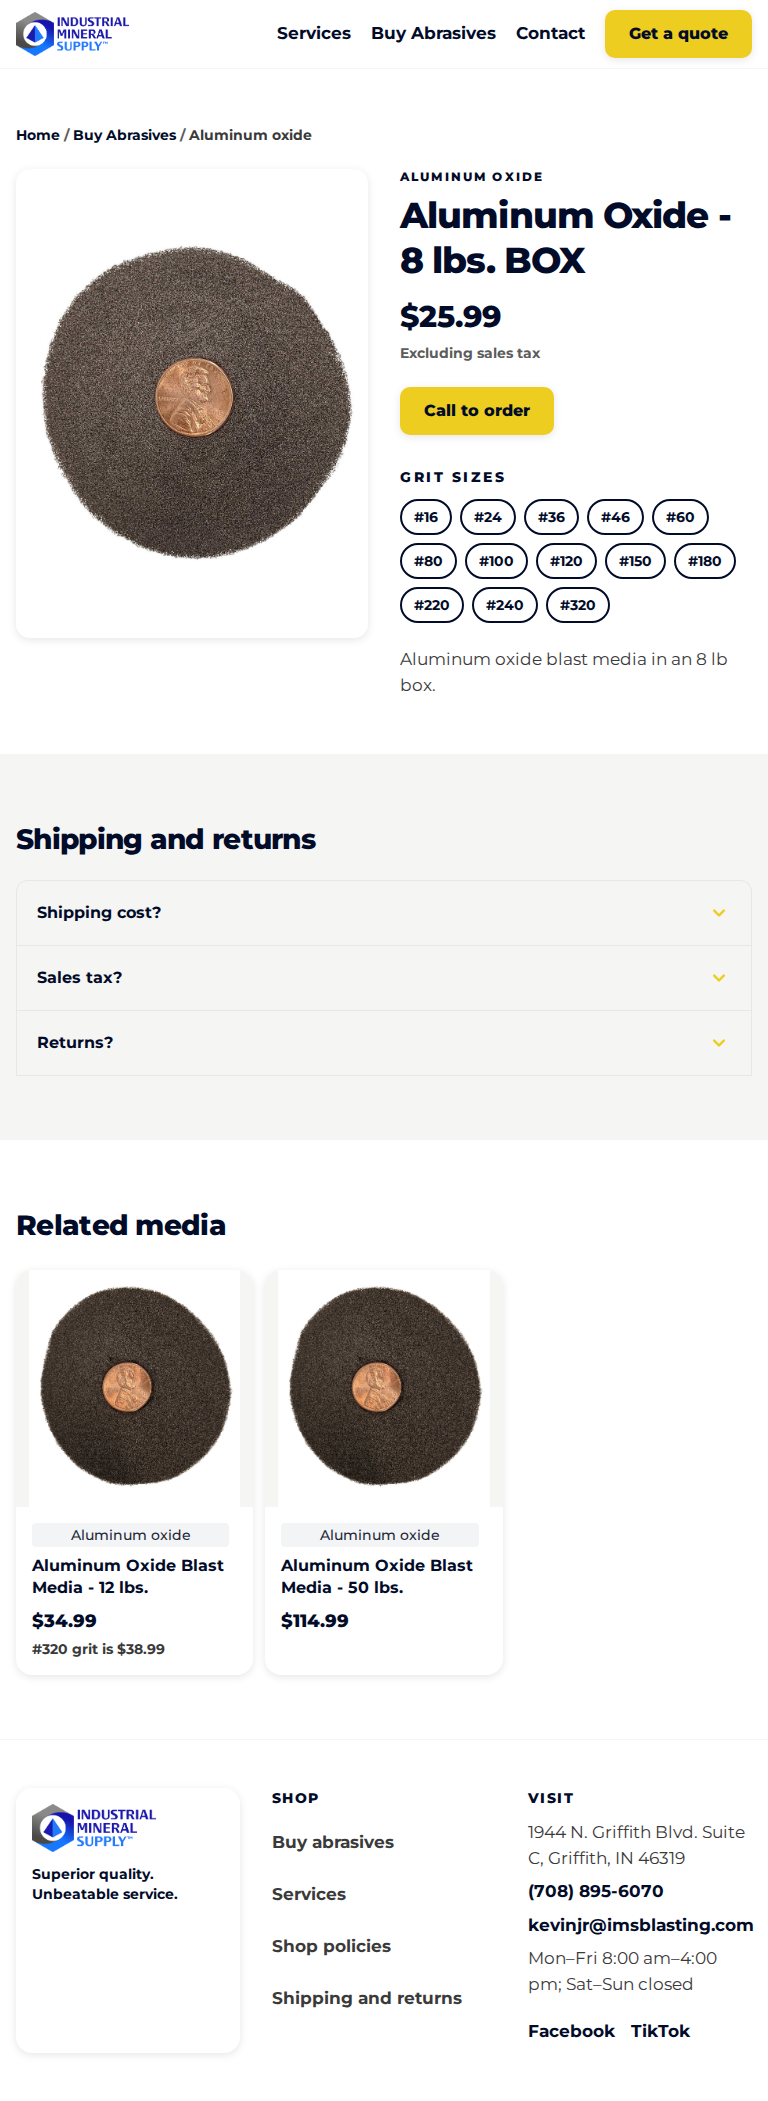 INDUSTRIAL
MINERAL
SUPPLY™
Services
Buy Abrasives
Contact
Get a quote
Home / Buy Abrasives / Aluminum oxide
ALUMINUM OXIDE
Aluminum Oxide -
8 lbs. BOX
$25.99
Excluding sales tax
Call to order
GRIT SIZES
#16 #24 #36 #46 #60
#80 #100 #120 #150 #180
#220 #240 #320
Aluminum oxide blast media in an 8 lb
box.
Shipping and returns
Shipping cost?
Sales tax?
Returns?
Related media
Aluminum oxide
Aluminum Oxide Blast
Media - 12 lbs.
$34.99
#320 grit is $38.99
Aluminum oxide
Aluminum Oxide Blast
Media - 50 lbs.
$114.99
INDUSTRIAL
MINERAL
SUPPLY™
Superior quality.
Unbeatable service.
SHOP
Buy abrasives
Services
Shop policies
Shipping and returns
VISIT
1944 N. Griffith Blvd. Suite
C, Griffith, IN 46319
(708) 895-6070
kevinjr@imsblasting.com
Mon–Fri 8:00 am–4:00
pm; Sat–Sun closed
Facebook TikTok